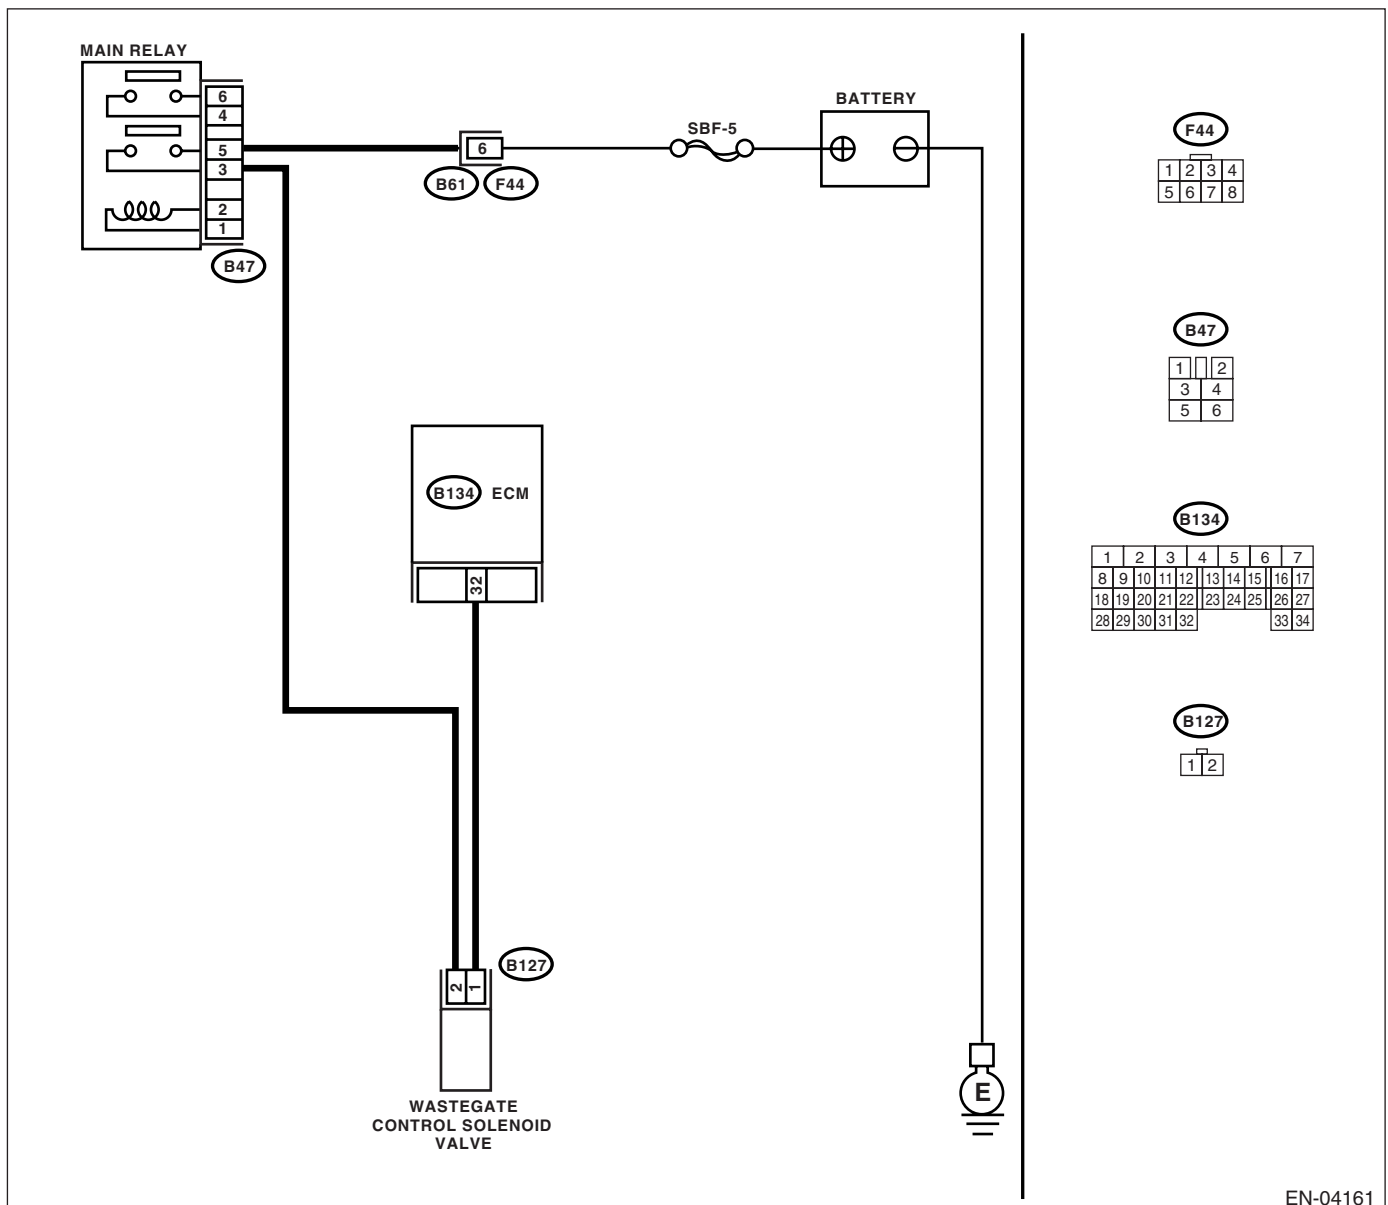 MAIN RELAY
6
4
5
3
2
1
B47
6
B61 F44
SBF-5
BATTERY
B134 ECM
32
2 1
B127
WASTEGATE
CONTROL SOLENOID
VALVE
E
F44
1 2 3 4
5 6 7 8
B47
1 2
3 4
5 6
B134
1 2 3 4 5 6 7
8 9 10 11 12 13 14 15 16 17
18 19 20 21 22 23 24 25 26 27
28 29 30 31 32 33 34
B127
1 2
EN-04161